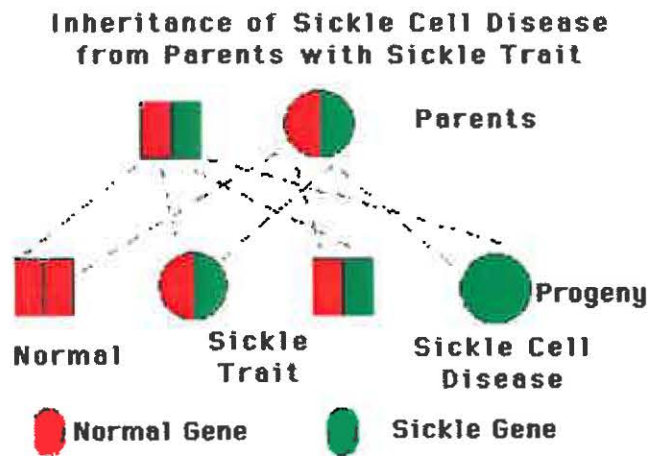 Inheritance of Sickle Cell Disease
from Parents with Sickle Trait
Parents
Progeny
Normal
Sickle
Trait
Sickle Cell
Disease
Normal Gene
Sickle Gene